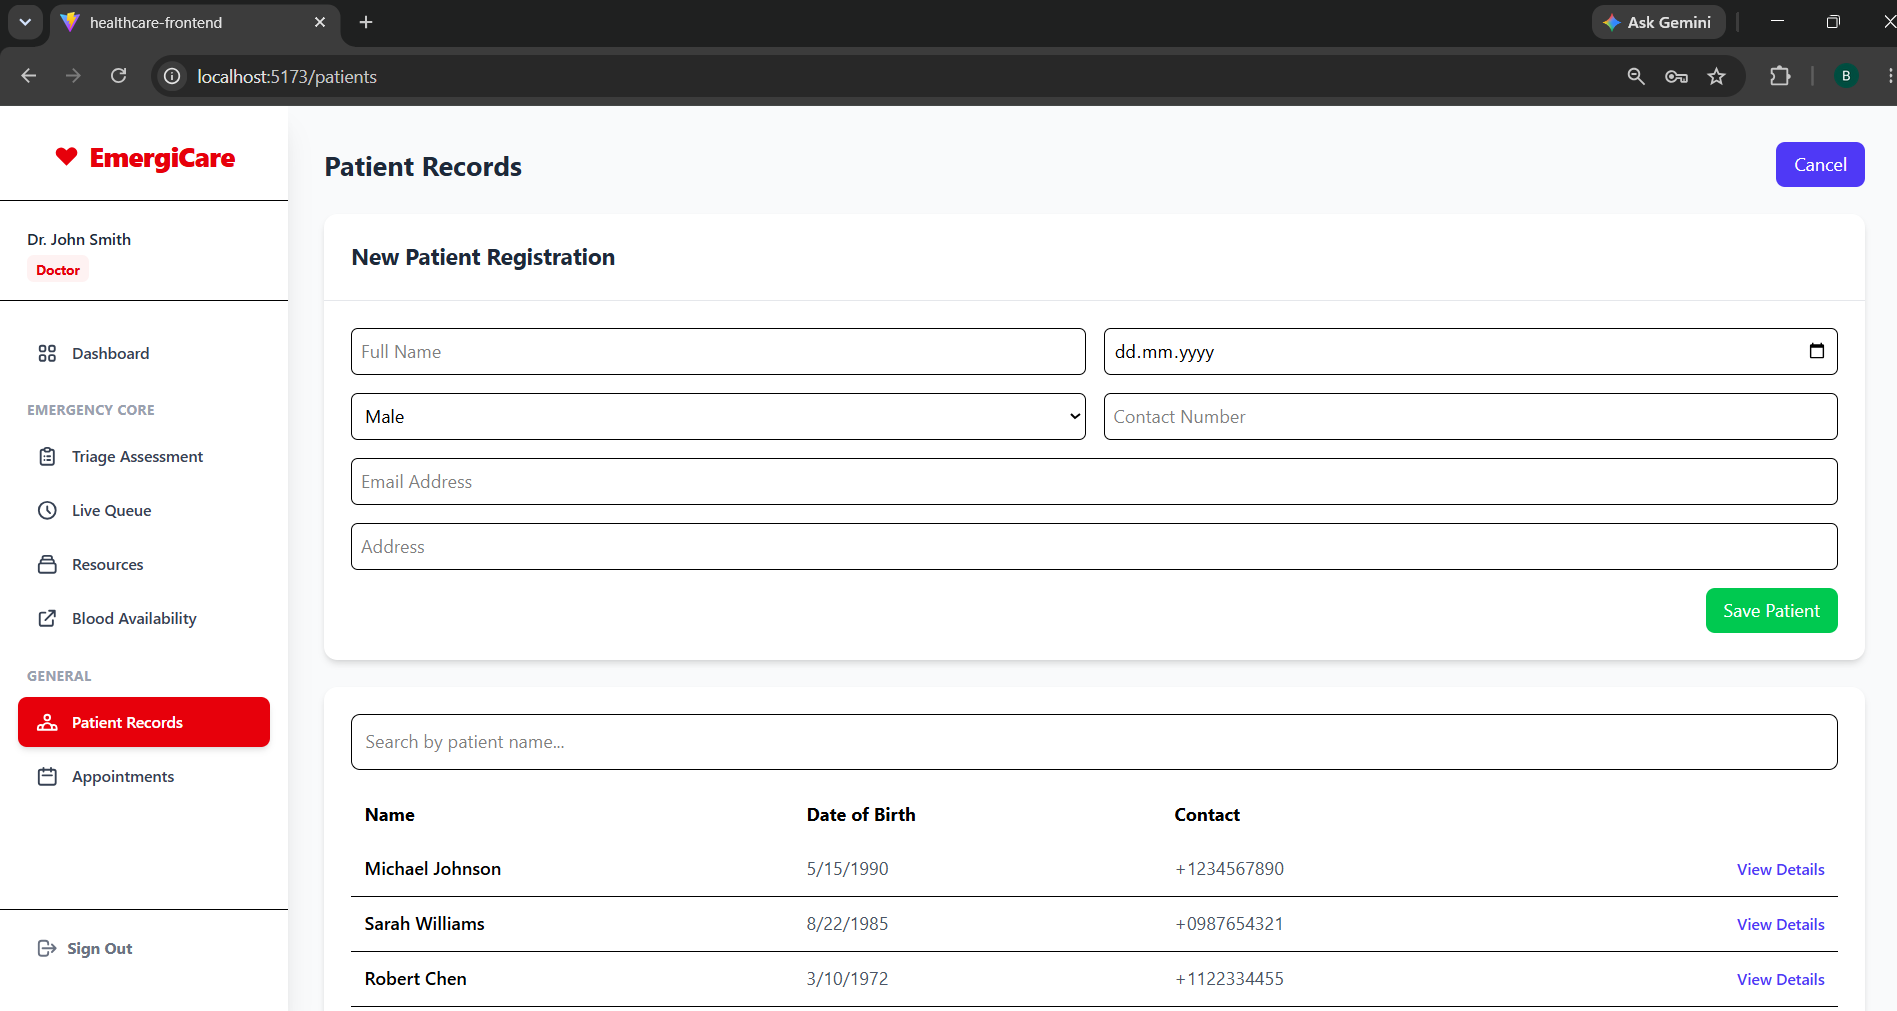 healthcare-frontend
Ask Gemini
localhost:5173/patients
B
EmergiCare
Dr. John Smith
Doctor
Dashboard
EMERGENCY CORE
Triage Assessment
Live Queue
Resources
Blood Availability
GENERAL
Patient Records
Appointments
Sign Out
Patient Records
Cancel
New Patient Registration
Full Name
dd.mm.yyyy
Male
Contact Number
Email Address
Address
Save Patient
Search by patient name...
Name Date of Birth Contact
Michael Johnson 5/15/1990 +1234567890 View Details
Sarah Williams 8/22/1985 +0987654321 View Details
Robert Chen 3/10/1972 +1122334455 View Details